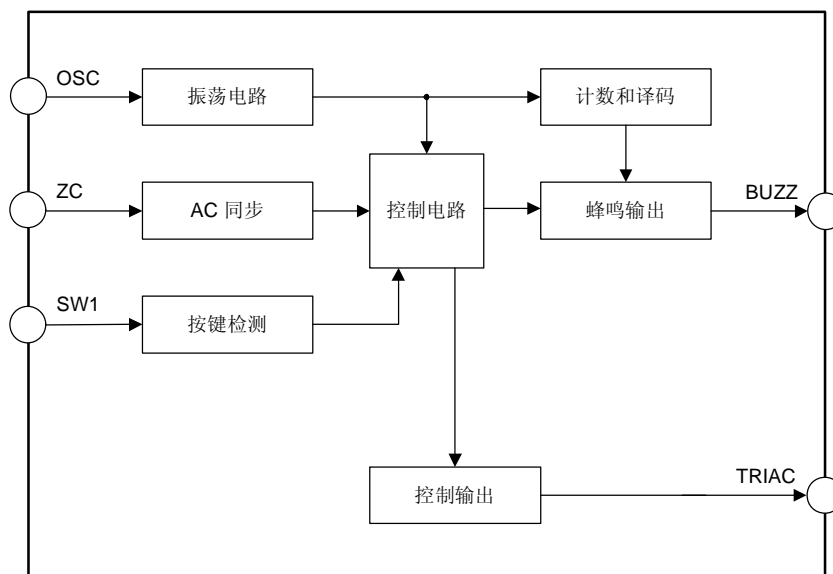 OSC
振荡电路
计数和译码
ZC
AC 同步
控制电路
蜂鸣输出
BUZZ
SW1
按键检测
控制输出
TRIAC